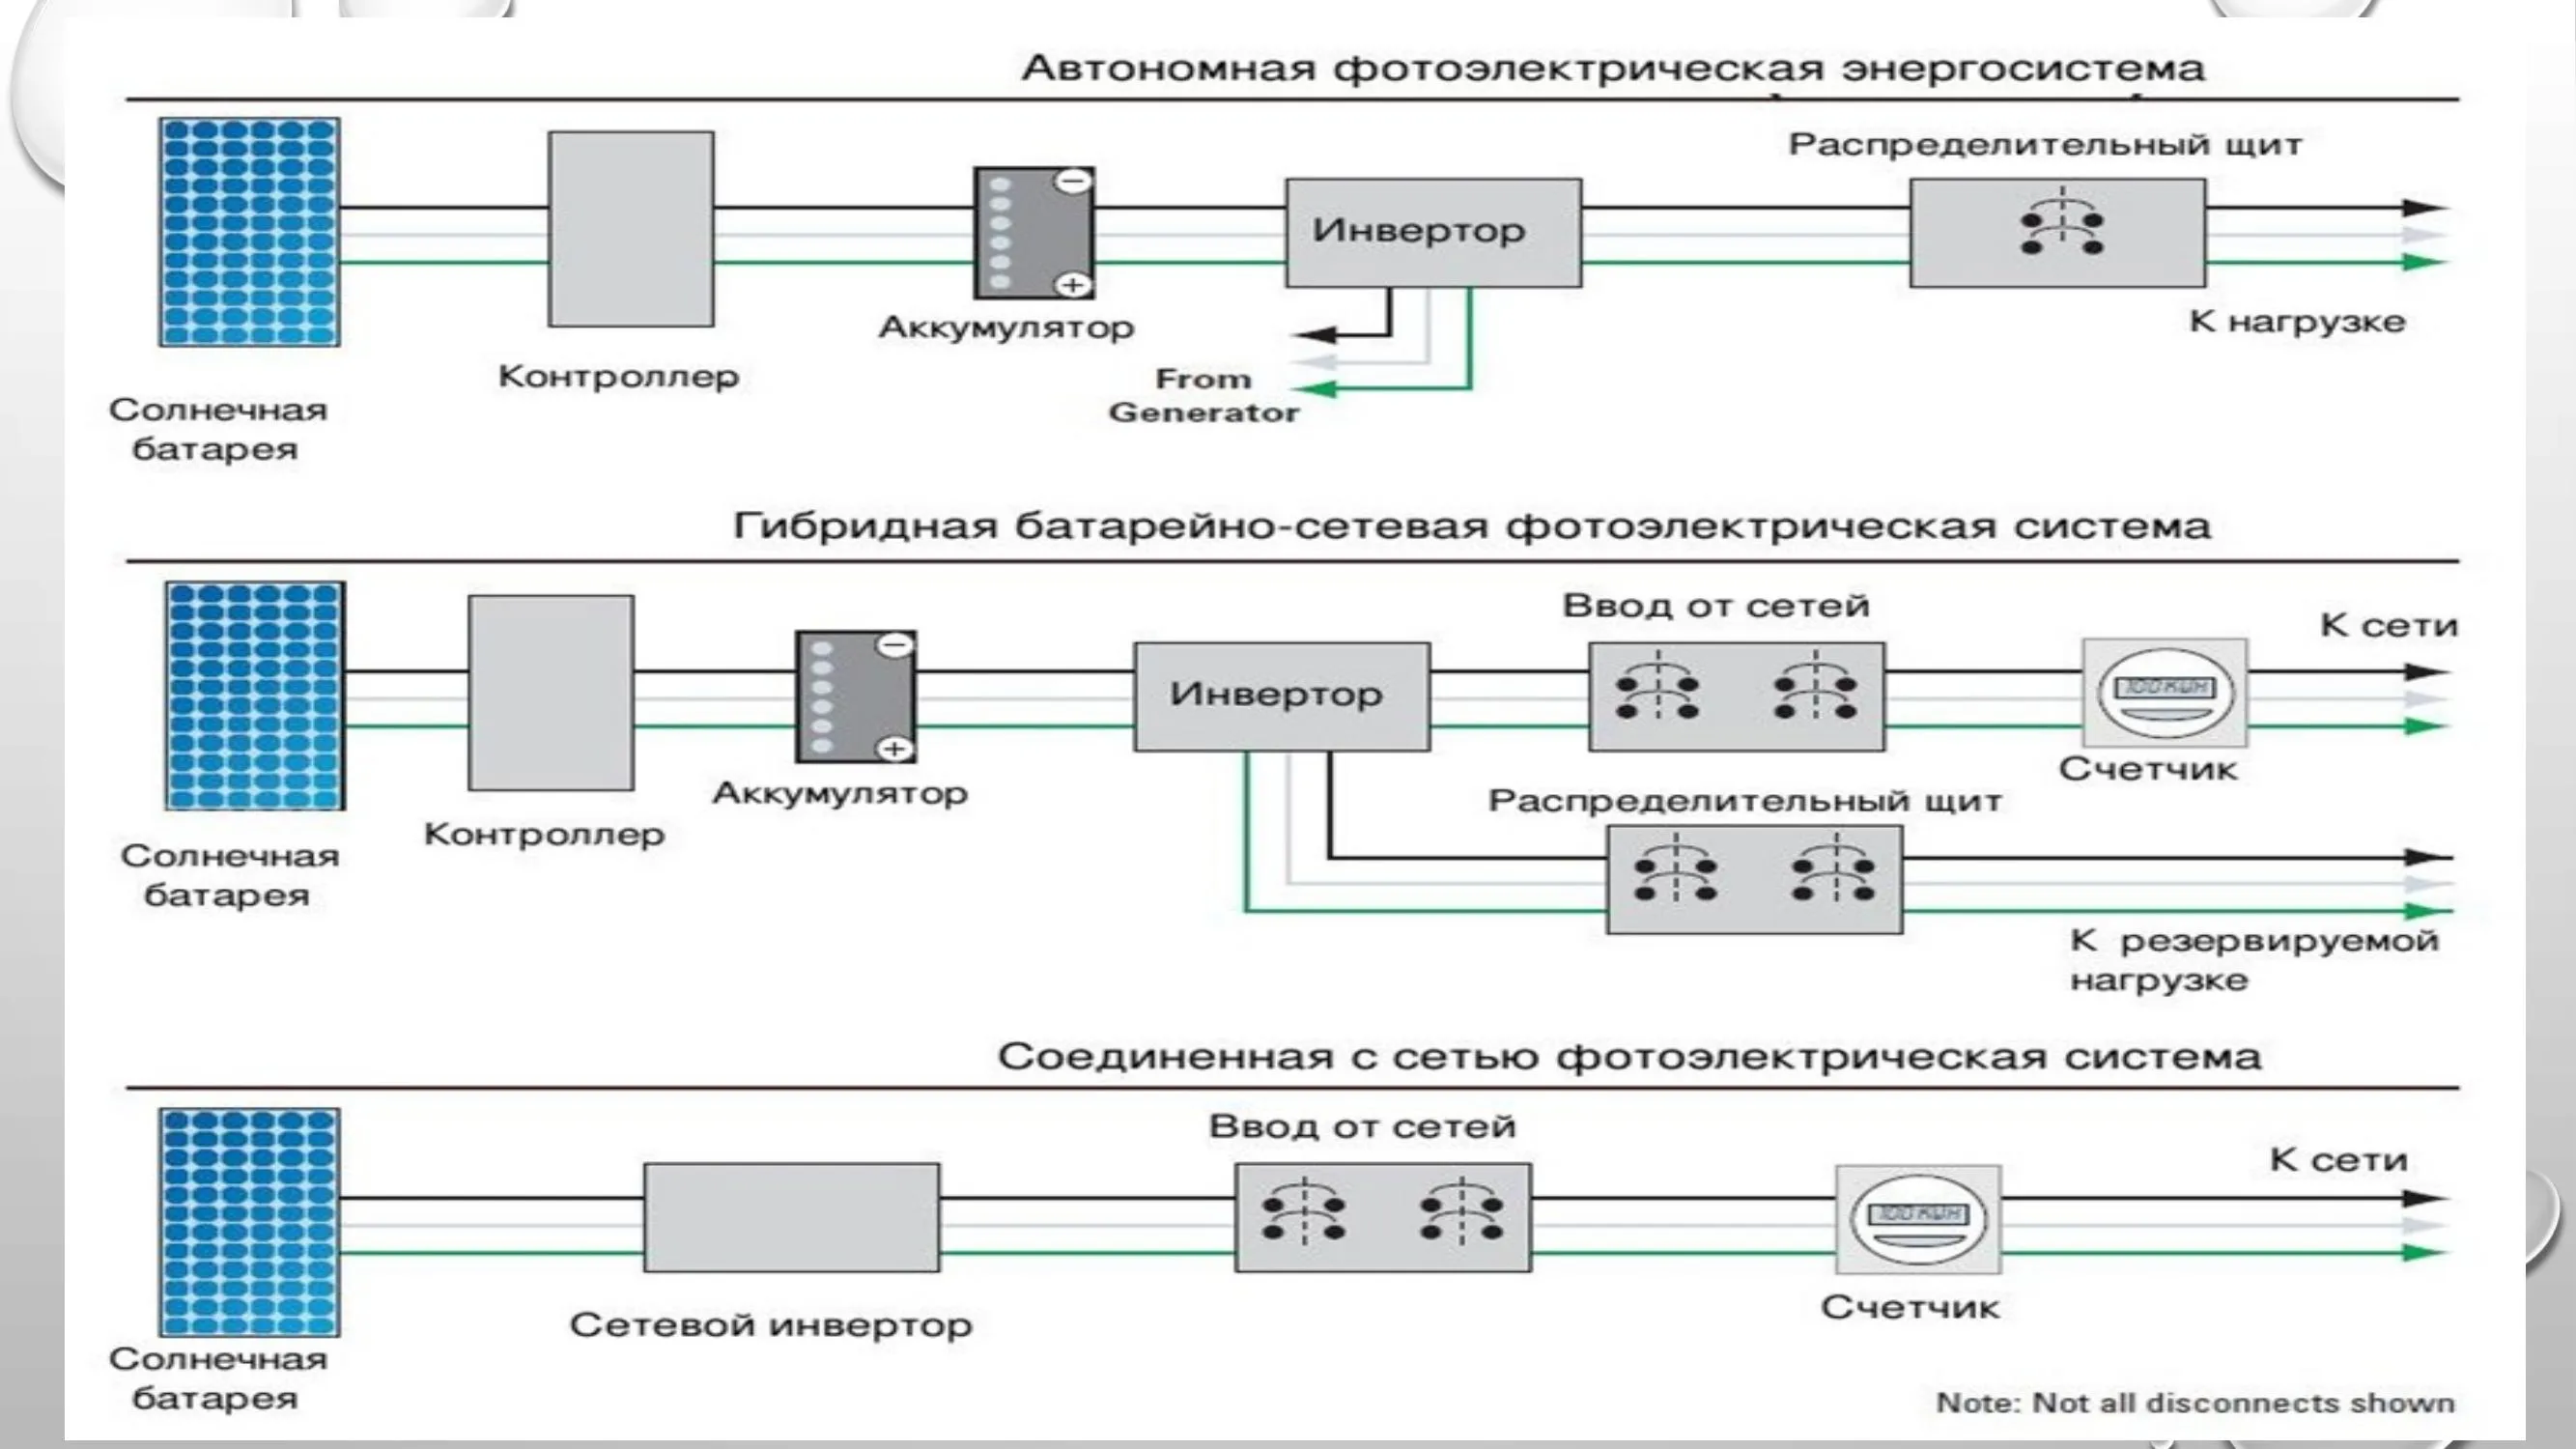 Автономная фотоэлектрическая энергосистема
Распределительный щит
Инвертор
Аккумулятор
К нагрузке
Контроллер
From
Generator
Солнечная
батарея
Гибридная батарейно-сетевая фотоэлектрическая система
Ввод от сетей
К сети
Инвертор
Счетчик
Аккумулятор
Распределительный щит
Контроллер
Солнечная
батарея
К резервируемой
нагрузке
Соединенная с сетью фотоэлектрическая система
Ввод от сетей
К сети
Счетчик
Сетевой инвертор
Солнечная
батарея
Note: Not all disconnects shown